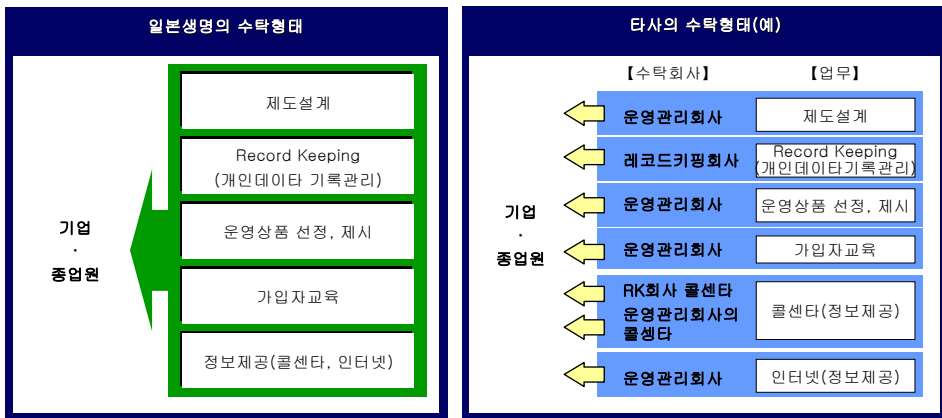 일본생명의 수탁형태
제도설계
Record Keeping
(개인데이타 기록관리)
운영상품 선정, 제시
가입자교육
정보제공(콜센타, 인터넷)
기업
·
종업원
타사의 수탁형태(예)
【수탁회사】 【업무】
운영관리회사 제도설계
레코드키핑회사 Record Keeping
(개인데이타기록관리)
운영관리회사 운영상품 선정, 제시
운영관리회사 가입자교육
RK회사 콜센타
운영관리회사의
콜셍타
콜센타(정보제공)
운영관리회사 인터넷(정보제공)
기업
·
종업원